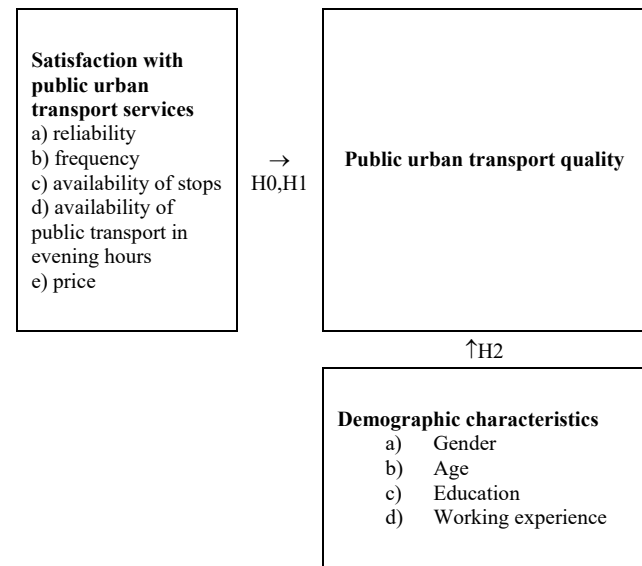 Satisfaction with
public urban
transport services
a) reliability
b) frequency
c) availability of stops
d) availability of
public transport in
evening hours
e) price
→
H0,H1
Public urban transport quality
↑H2
Demographic characteristics
a) Gender
b) Age
c) Education
d) Working experience